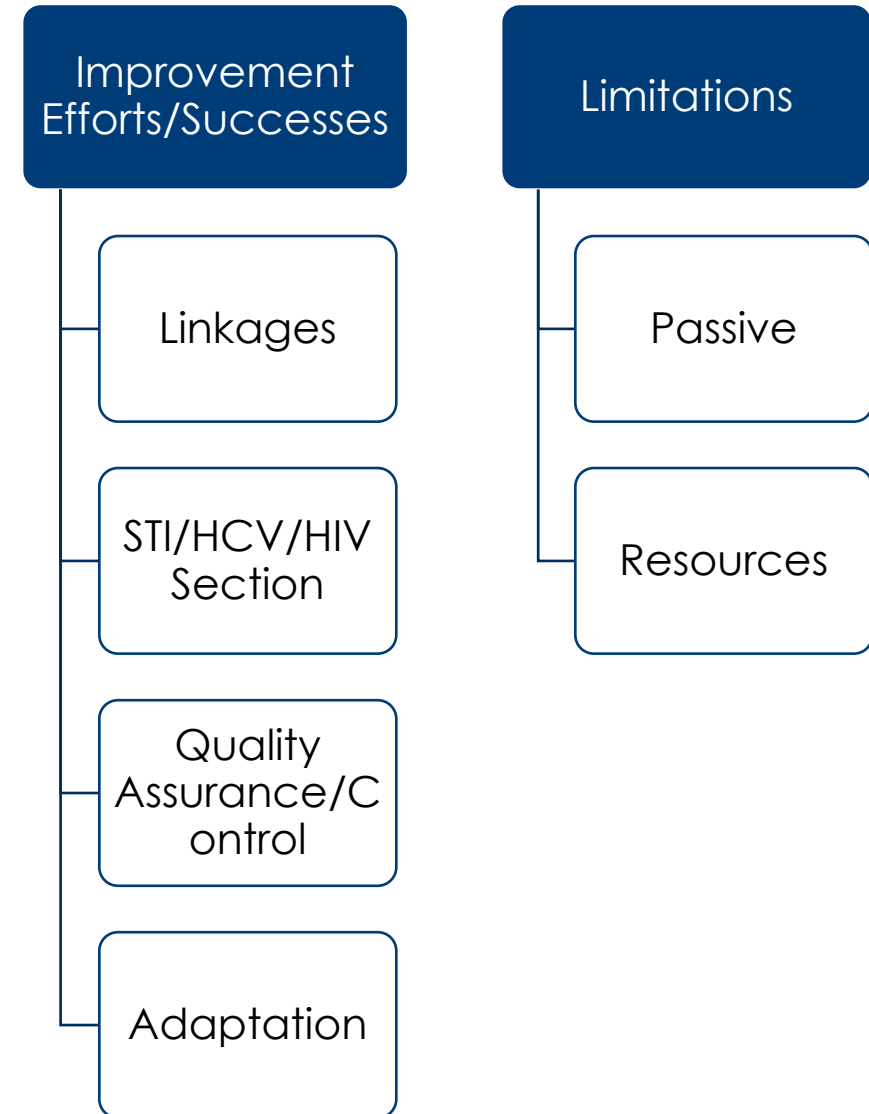 Improvement
Efforts/Successes
Linkages
STI/HCV/HIV
Section
Quality
Assurance/C
ontrol
Adaptation
Limitations
Passive
Resources